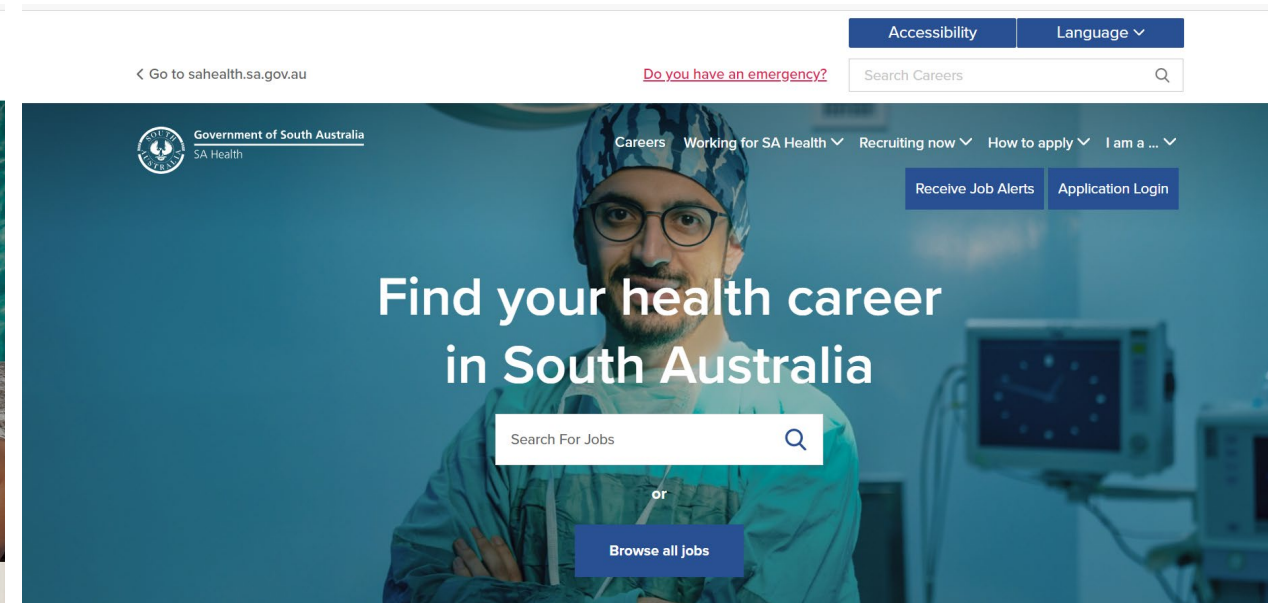 Accessibility
Language
Go to sahealth.sa.gov.au
Do you have an emergency?
Search Careers
SOUTH AUSTRALIA
Government of South Australia
SA Health
Careers Working for SA Health Recruiting now How to apply I am a ...
Receive Job Alerts Application Login
Find your health career
in South Australia
Search For Jobs
or
Browse all jobs